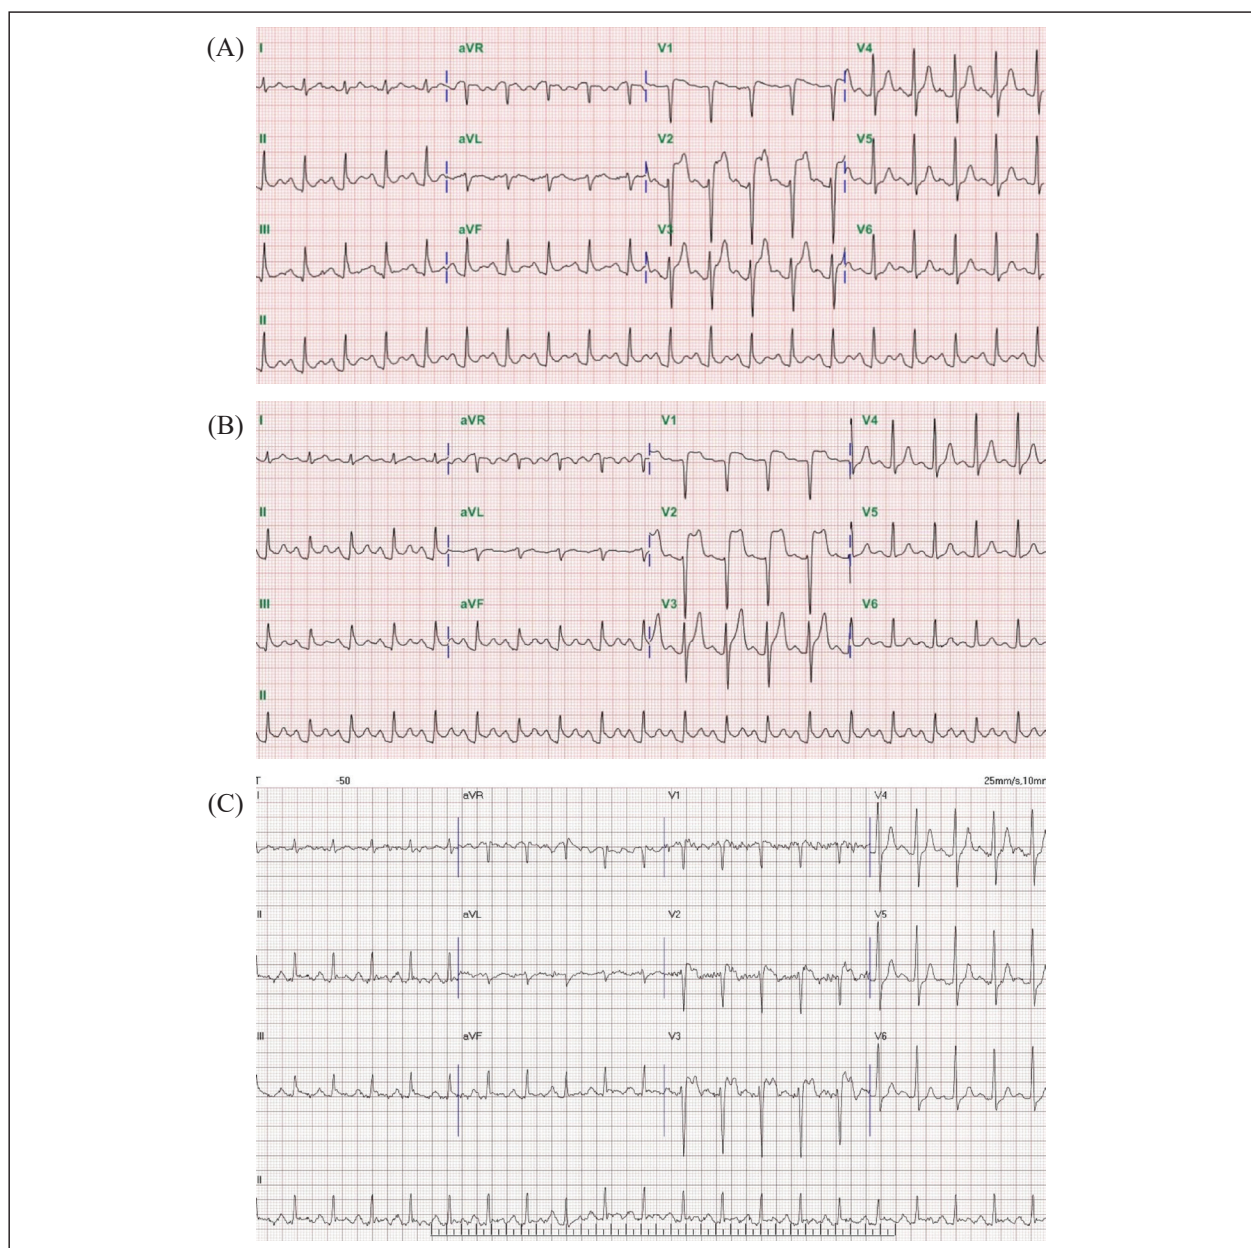 (A)
I aVR V1 V4
II aVL V2 V5
III aVF V3 V6
II
(B)
I aVR V1 V4
II aVL V2 V5
III aVF V3 V6
II
-50 25mm/s,10mm
(C)
I aVR V1 V4
II aVL V2 V5
III aVF V3 V6
II